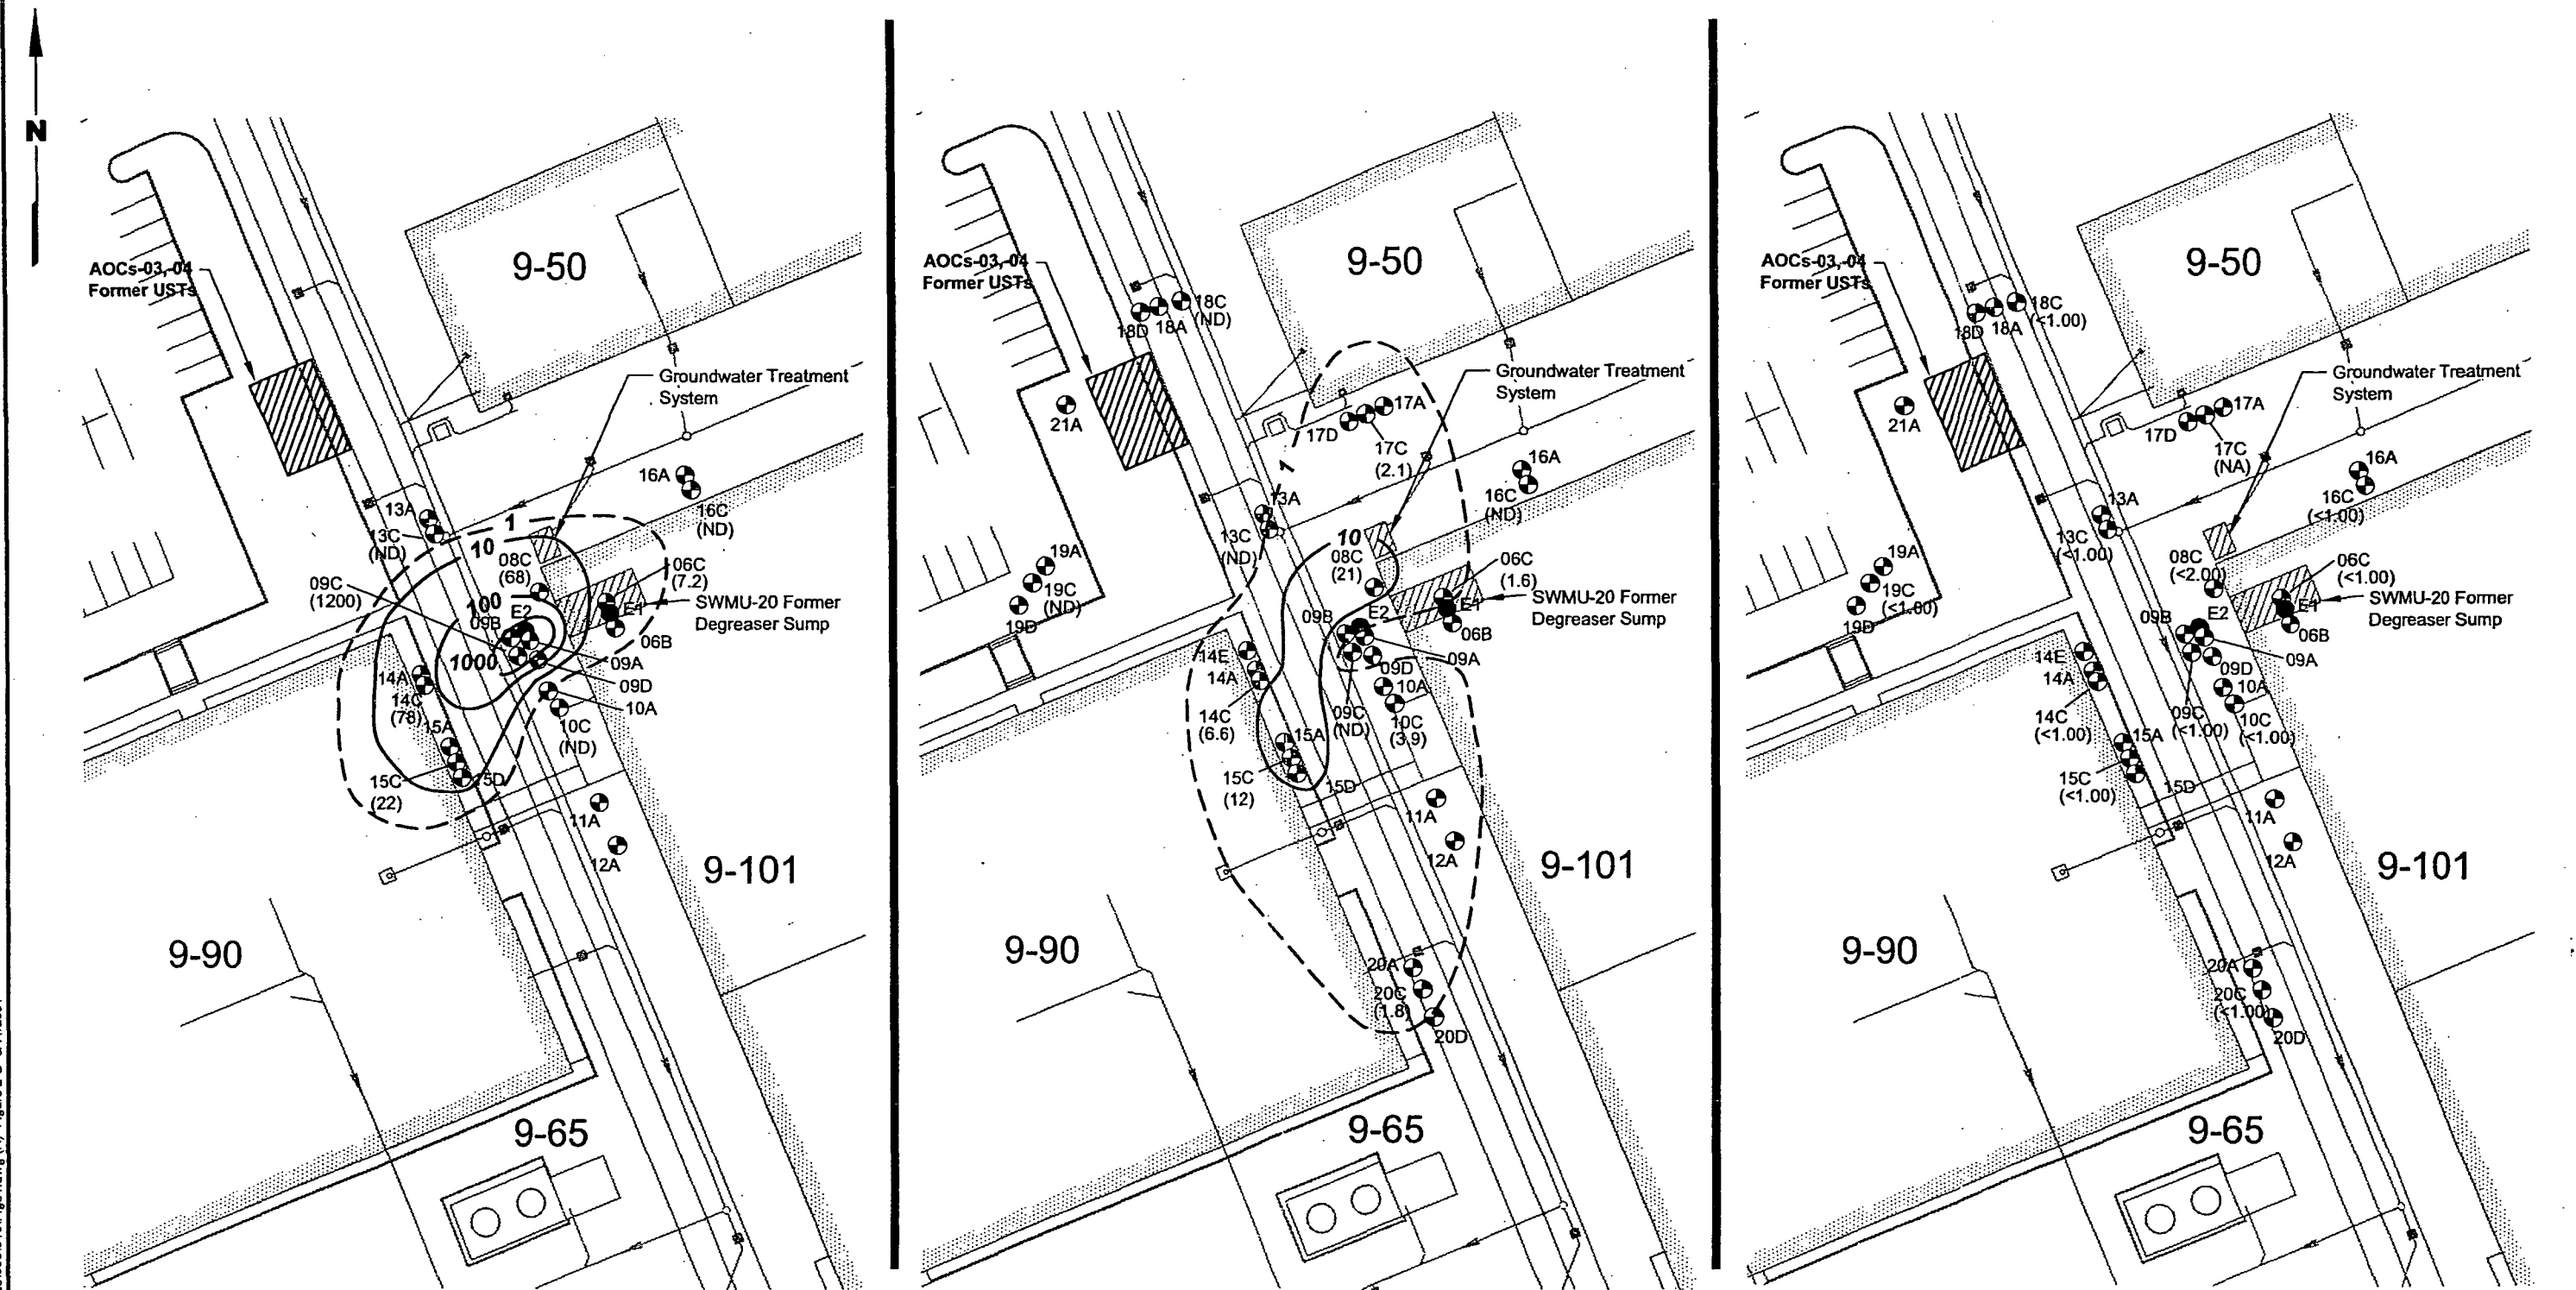 N
9-50
AOCs-03,-04
Former USTs
Groundwater Treatment
System
16A
16C
(ND)
13A
13C
(ND)
1
10
08C
(68)
06C
(7.2)
09C
(1200)
100
E2
E1
SWMU-20 Former
Degreaser Sump
09B
06B
1000
09A
09D
14A
14C
(78)
10A
10C
(ND)
15A
15C
(22)
15D
11A
12A
9-101
9-90
9-65
9-50
AOCs-03,-04
Former USTs
18C
(ND)
18D
18A
Groundwater Treatment
System
21A
17A
17D
17C
(2.1)
1
16A
16C
(ND)
13A
13C
(ND)
10
08C
(21)
06C
(1.6)
19A
19C
(ND)
19D
E1
SWMU-20 Former
Degreaser Sump
09B
E2
06B
14E
14A
09A
09D
10A
14C
(6.6)
09C
(ND)
10C
(3.9)
15A
15C
(12)
15D
11A
12A
9-101
9-90
20A
20C
(1.8)
20D
9-65
9-50
AOCs-03,-04
Former USTs
18C
(<1.00)
18D
18A
Groundwater Treatment
System
21A
17A
17D
17C
(NA)
16A
16C
(<1.00)
13A
13C
(<1.00)
08C
(<2.00)
06C
(<1.00)
19A
19C
(<1.00)
19D
E1
SWMU-20 Former
Degreaser Sump
09B
E2
06B
14E
14A
09A
09D
10A
14C
(<1.00)
09C
(<1.00)
10C
(<1.00)
15A
15C
(<1.00)
15D
11A
12A
9-101
9-90
20A
20C
(<1.00)
20D
9-65